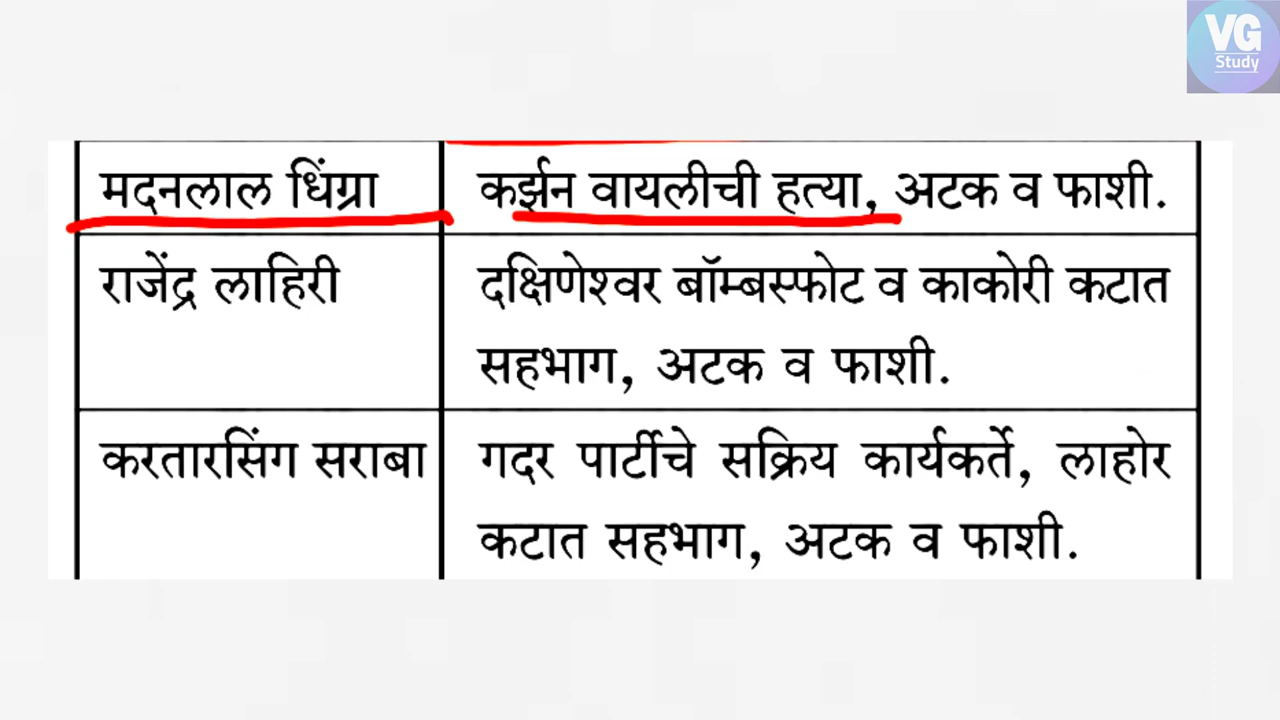 VG
Study
मदनलाल धिंग्रा कर्झन वायलीची हत्या, अटक व फाशी.
राजेंद्र लाहिरी दक्षिणेश्वर बॉम्बस्फोट व काकोरी कटात
सहभाग, अटक व फाशी.
करतारसिंग सराबा गदर पार्टीचे सक्रिय कार्यकर्ते, लाहोर
कटात सहभाग, अटक व फाशी.